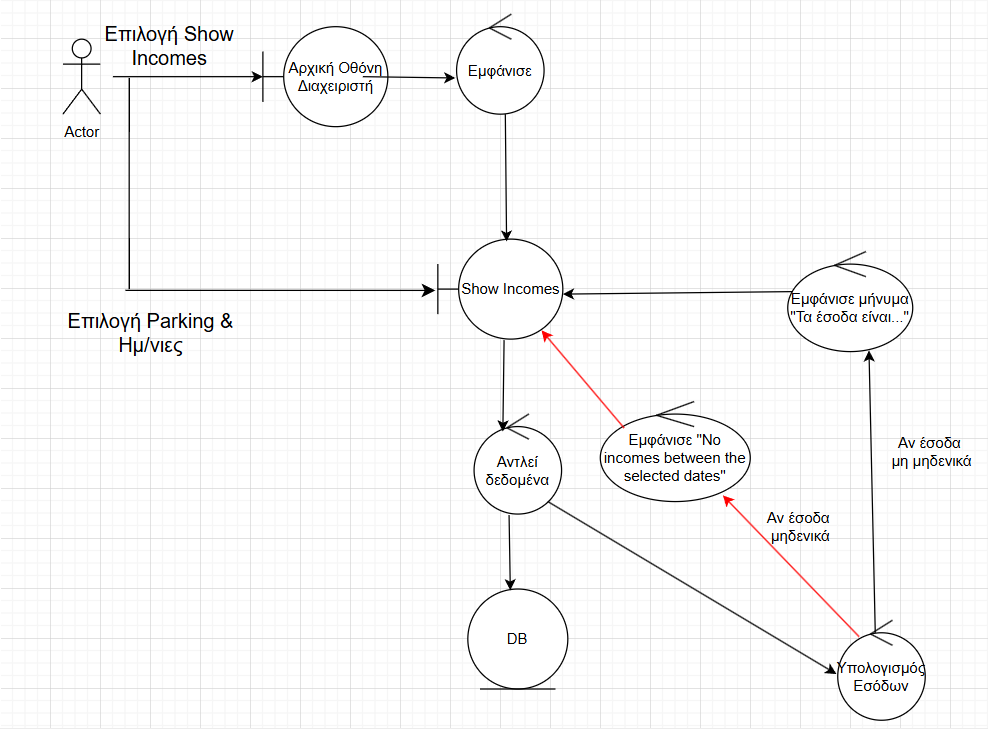 Επιλογή Show
Incomes
Actor
Αρχική Οθόνη
Διαχειριστή
Εμφάνισε
Επιλογή Parking &
Ημ/νιες
Show Incomes
Εμφάνισε μήνυμα
"Τα έσοδα είναι..."
Αντλεί
δεδομένα
Εμφάνισε "No
incomes between the
selected dates"
Αν έσοδα
μη μηδενικά
Αν έσοδα
μηδενικά
DB
Υπολογισμός
Εσόδων